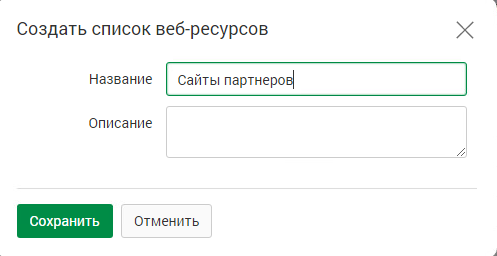 Создать список веб-ресурсов
Название
Сайты партнеров
Описание
Сохранить
Отменить